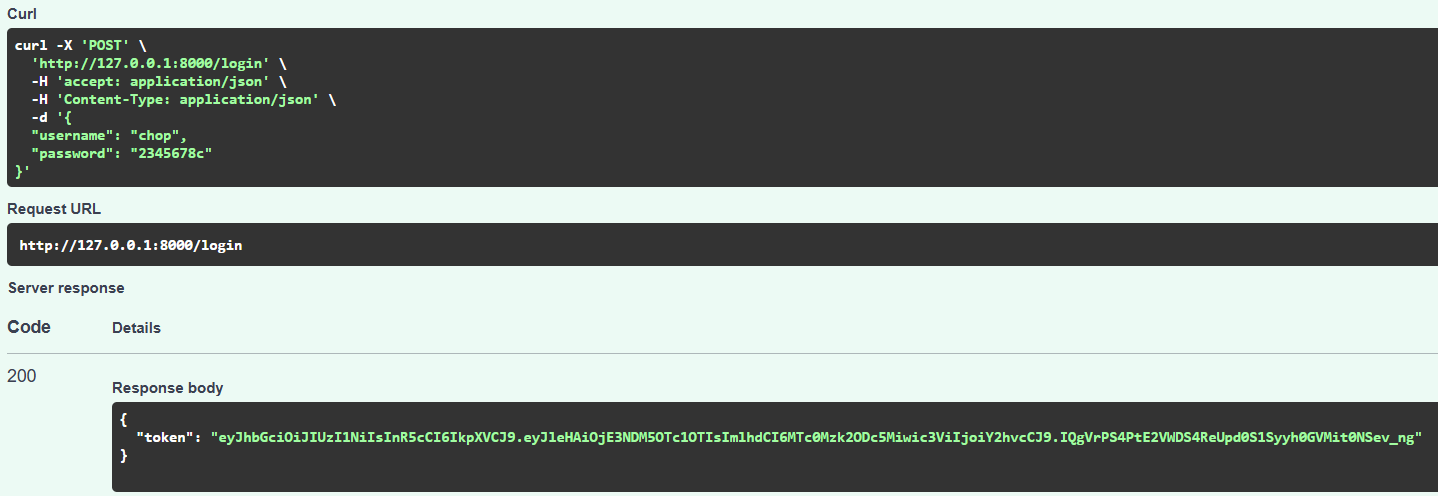 Curl
curl -X 'POST' \
'http://127.0.0.1:8000/login' \
-H 'accept: application/json' \
-H 'Content-Type: application/json' \
-d '{
"username": "chop",
"password": "2345678c"
}'
Request URL
http://127.0.0.1:8000/login
Server response
Code Details
200
Response body
{
"token": "eyJhbGciOiJIUzI1NiIsInR5cCI6IkpXVCJ9.eyJleHAiOjE3NDM5OTc1OTIsImlhdCI6MTc0Mzk2ODc5Miwic3ViIjoiY2hvcCJ9.IQgVrPS4PtE2VWDS4ReUpd0S1Syyh0GVMit0NSev_ng"
}